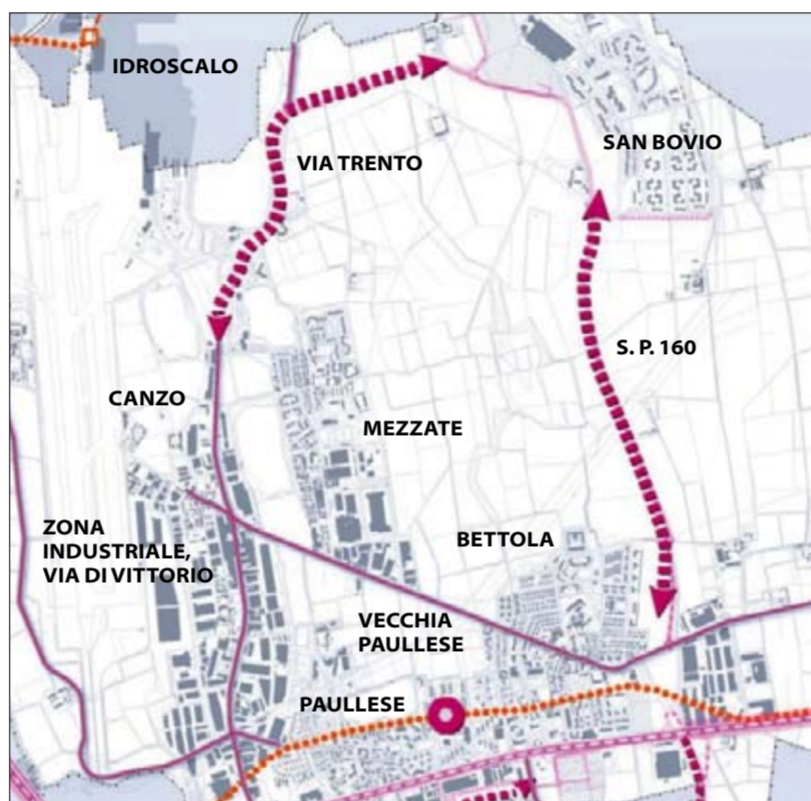 IDROSCALO
SAN BOVIO
VIA TRENTO
S. P. 160
CANZO
MEZZATE
ZONA
INDUSTRIALE,
VIA DI VITTORIO
BETTOLA
VECCHIA
PAULLESE
PAULLESE